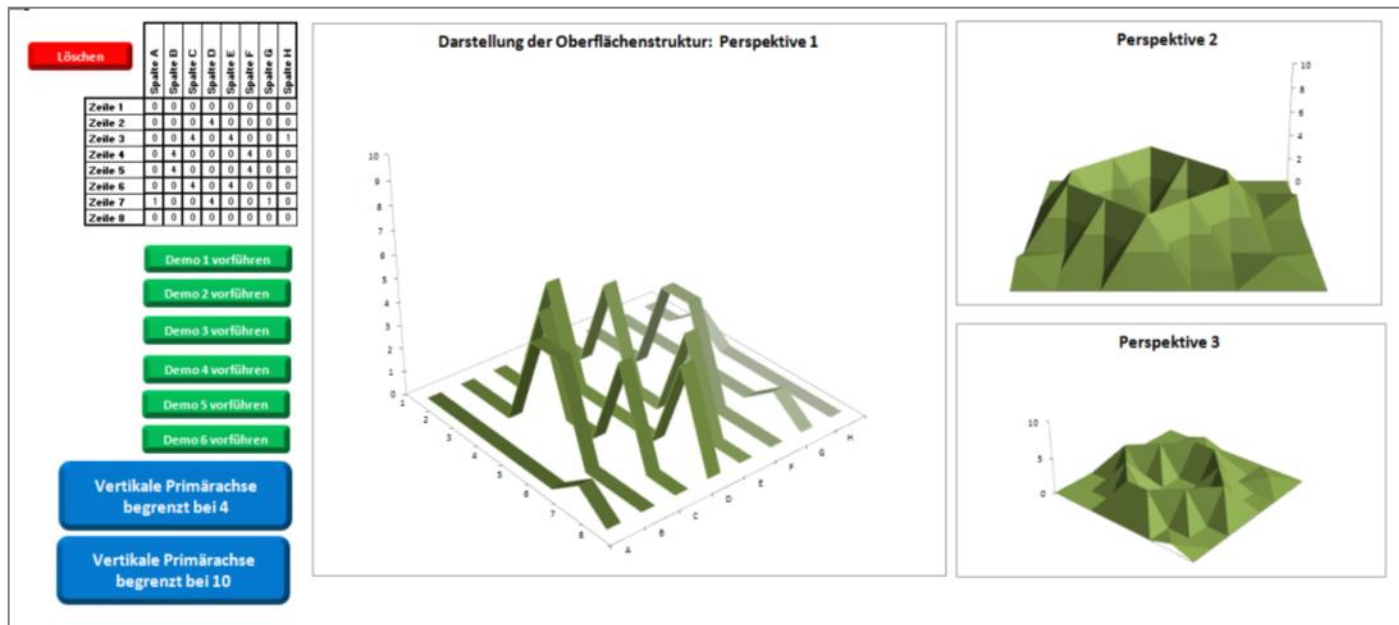 Löschen
Spalte A
Spalte B
Spalte C
Spalte D
Spalte E
Spalte F
Spalte G
Spalte H
Zeile 1 0 0 0 0 0 0 0 0
Zeile 2 0 0 0 4 0 0 0 0
Zeile 3 0 0 4 0 4 0 0 1
Zeile 4 0 4 0 0 0 4 0 0
Zeile 5 0 4 0 0 0 4 0 0
Zeile 6 0 0 4 0 4 0 0 0
Zeile 7 1 0 0 4 0 0 1 0
Zeile 8 0 0 0 0 0 0 0 0
Demo 1 vorführen
Demo 2 vorführen
Demo 3 vorführen
Demo 4 vorführen
Demo 5 vorführen
Demo 6 vorführen
Vertikale Primärachse
begrenzt bei 4
Vertikale Primärachse
begrenzt bei 10
Darstellung der Oberflächenstruktur: Perspektive 1
10
9
8
7
6
5
4
3
2
1
0
1
2
3
4
5
6
7
8
A
B
C
D
E
F
G
H
Perspektive 2
10
8
6
4
2
0
Perspektive 3
10
5
0